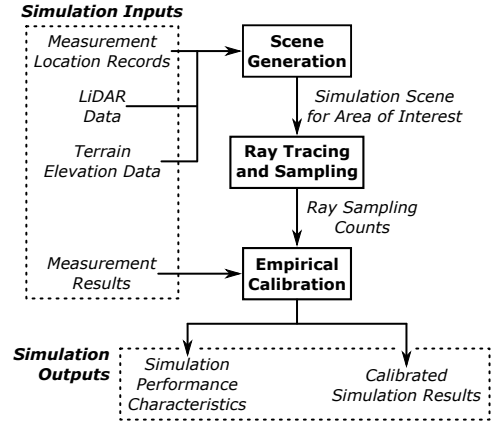 Simulation Inputs
Measurement
Location Records
Scene
Generation
LiDAR
Data
Simulation Scene
for Area of Interest
Terrain
Elevation Data
Ray Tracing
and Sampling
Ray Sampling
Counts
Measurement
Results
Empirical
Calibration
Simulation
Outputs
Simulation
Performance
Characteristics
Calibrated
Simulation Results